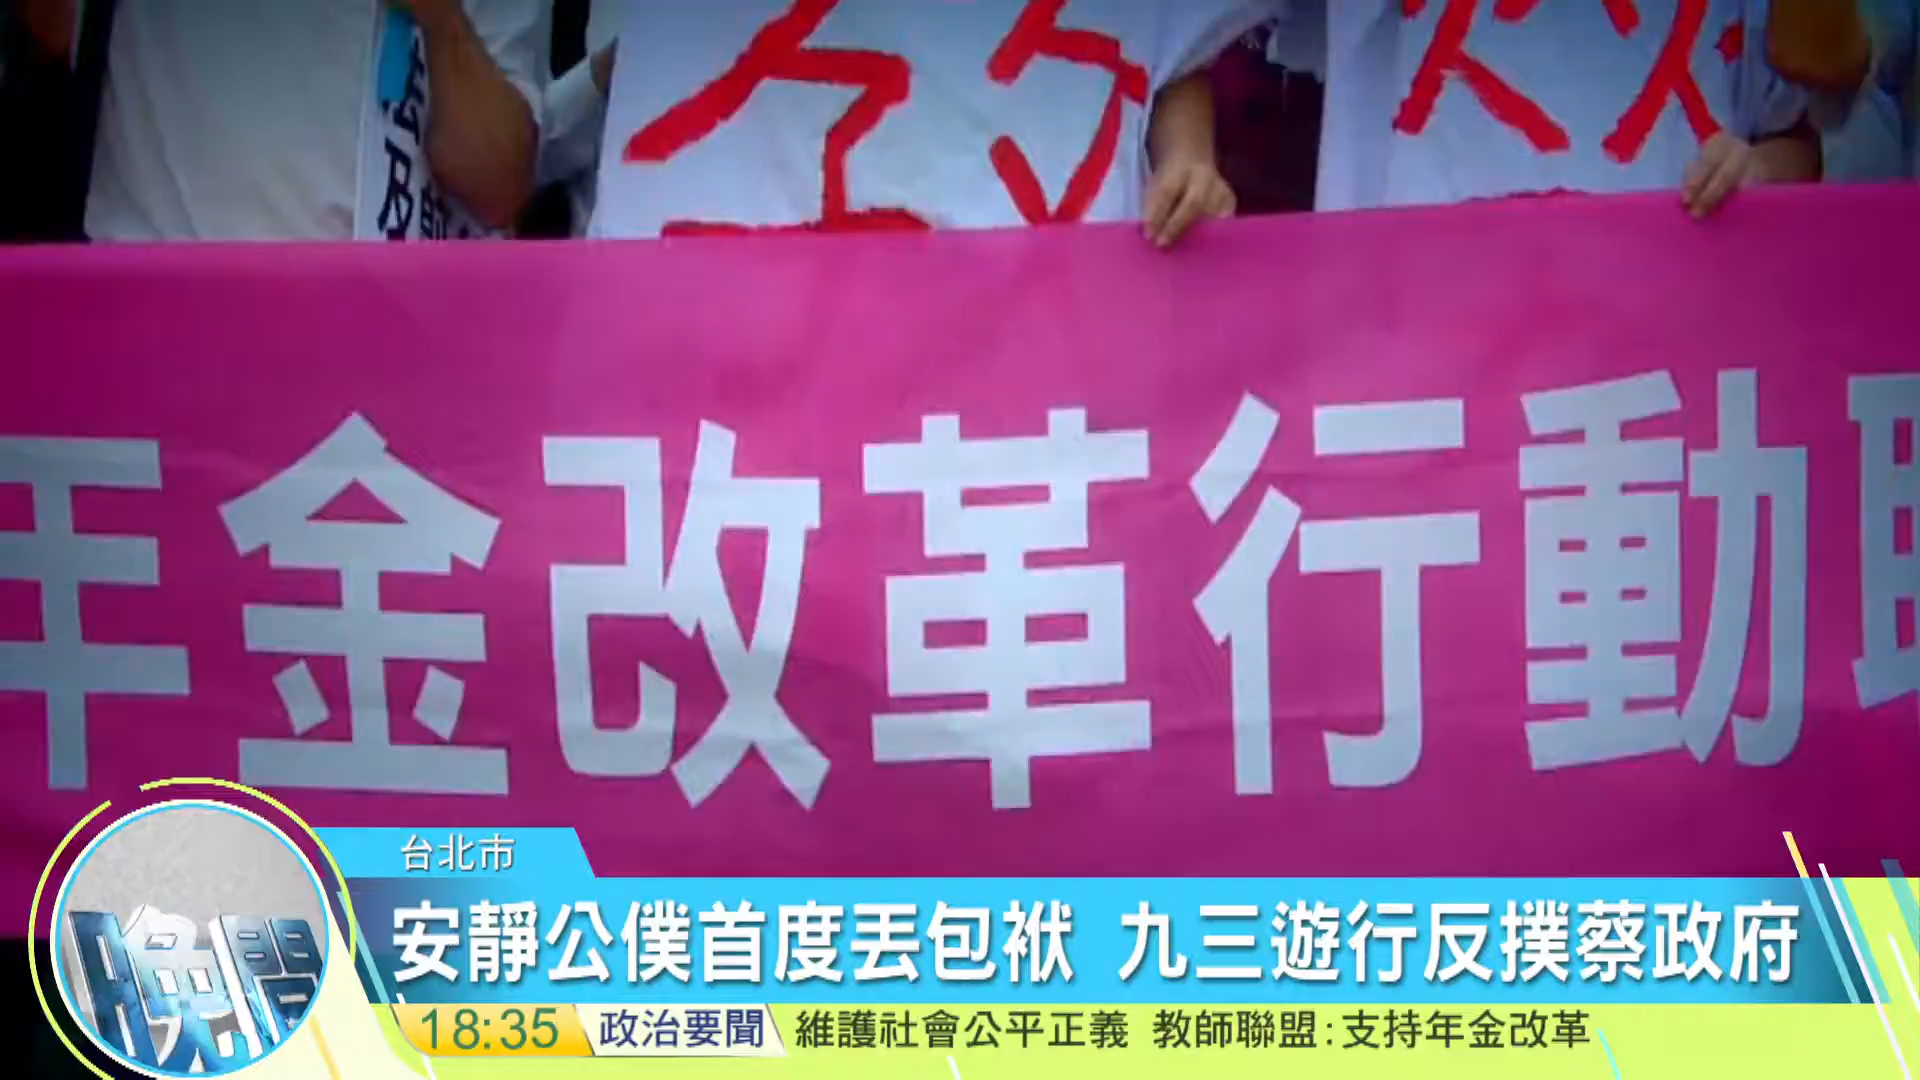 年金改革行動
台北市
安靜公僕首度丟包袱 九三遊行反撲蔡政府
18:35 政治要聞 維護社會公平正義 教師聯盟:支持年金改革
晚間